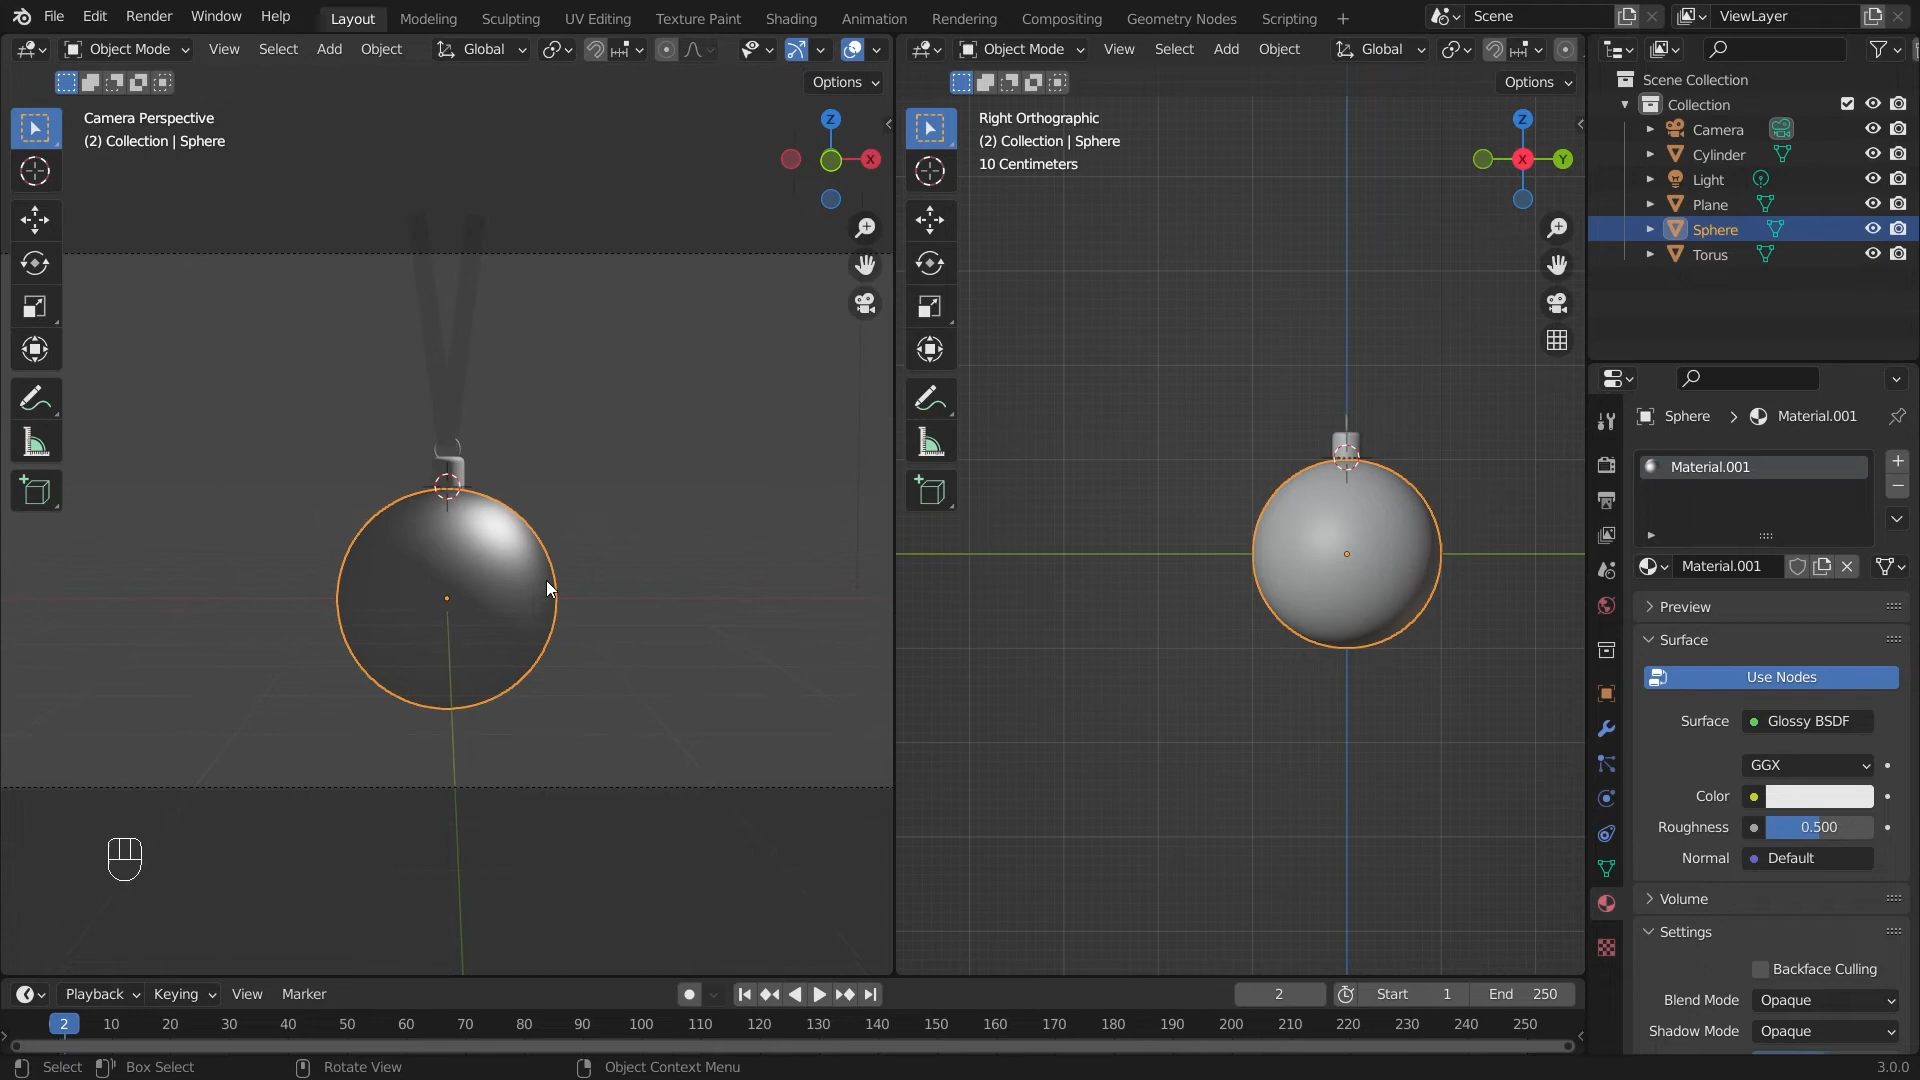 File Edit Render Window Help Layout Modeling Sculpting UV Editing Texture Paint Shading Animation Rendering Compositing Geometry Nodes Scripting + Scene ViewLayer
Object Mode View Select Add Object Global
Object Mode View Select Add Object Global
Options
Options
Camera Perspective
(2) Collection | Sphere
Z
X
Right Orthographic
(2) Collection | Sphere
10 Centimeters
Z
X
Y
Scene Collection
Collection
Camera
Cylinder
Light
Plane
Sphere
Torus
Sphere > Material.001
Material.001
Material.001
Preview
Surface
Use Nodes
Surface Glossy BSDF
GGX
Color
Roughness 0.500
Normal Default
Volume
Settings
Backface Culling
Blend Mode Opaque
Shadow Mode Opaque
Playback Keying View Marker 2 Start 1 End 250
2 10 20 30 40 50 60 70 80 90 100 110 120 130 140 150 160 170 180 190 200 210 220 230 240 250
Select Box Select Rotate View Object Context Menu 3.0.0